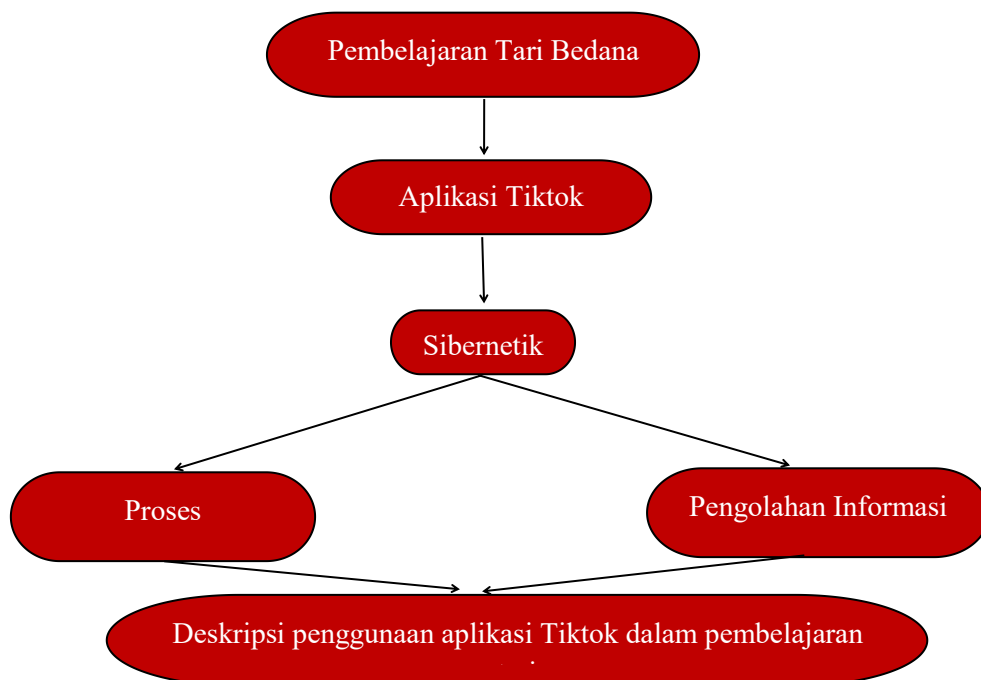 Pembelajaran Tari Bedana
Aplikasi Tiktok
Sibernetik
Proses
Pengolahan Informasi
Deskripsi penggunaan aplikasi Tiktok dalam pembelajaran